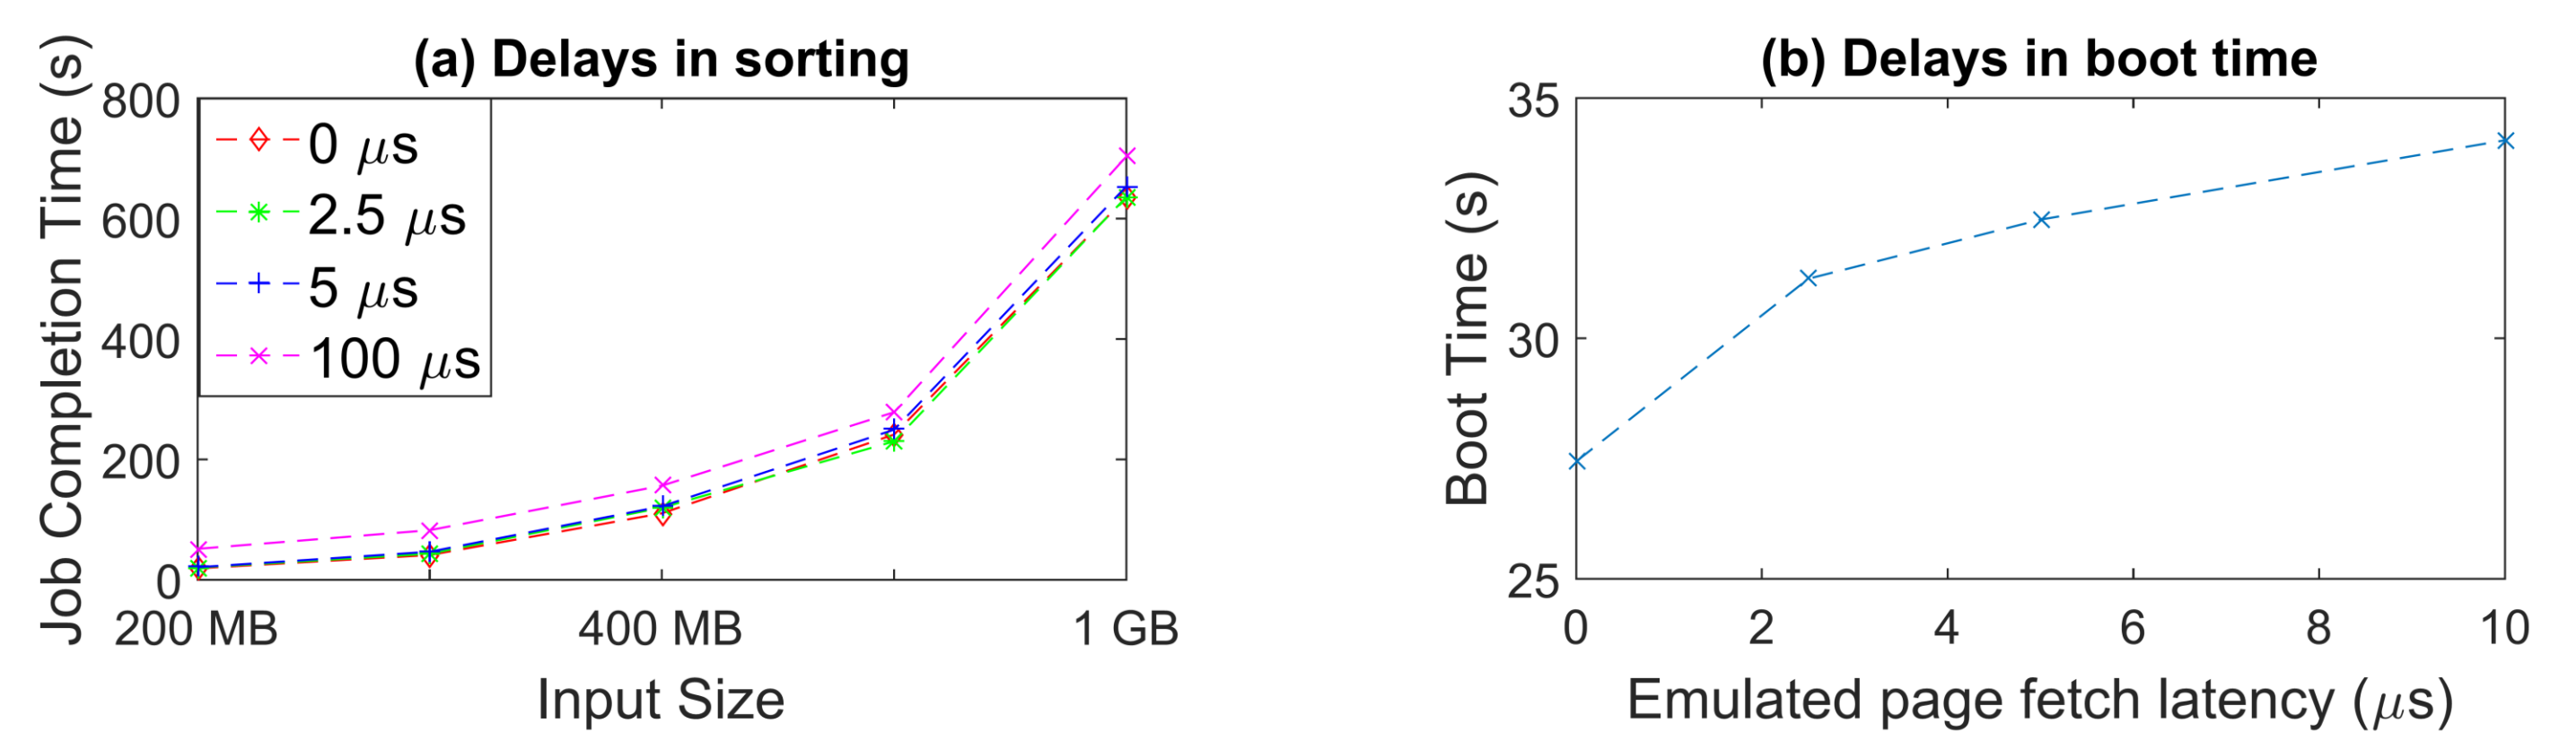 (a) Delays in sorting
Job Completion Time (s)
800
600
400
200
0
0 μs
2.5 μs
5 μs
100 μs
200 MB
400 MB
1 GB
Input Size
(b) Delays in boot time
Boot Time (s)
35
30
25
0
2
4
6
8
10
Emulated page fetch latency (μs)